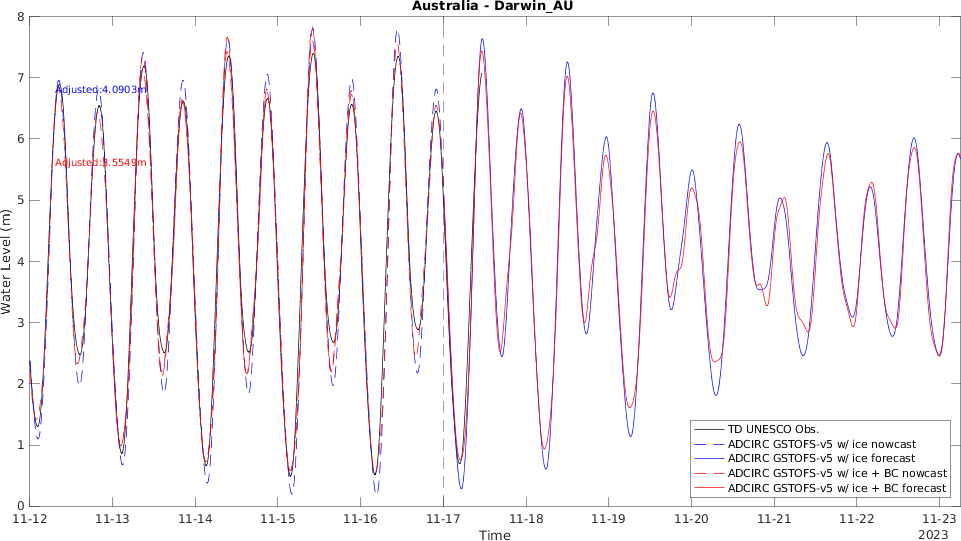 Australia - Darwin_AU
8
7
6
5
4
3
2
1
0
Water Level (m)
Adjusted:4.0903m
Adjusted:3.5549m
TD UNESCO Obs.
ADCIRC GSTOFS-v5 w/ ice nowcast
ADCIRC GSTOFS-v5 w/ ice forecast
ADCIRC GSTOFS-v5 w/ ice + BC nowcast
ADCIRC GSTOFS-v5 w/ ice + BC forecast
11-12 11-13 11-14 11-15 11-16 11-17 11-18 11-19 11-20 11-21 11-22 11-23
Time
2023